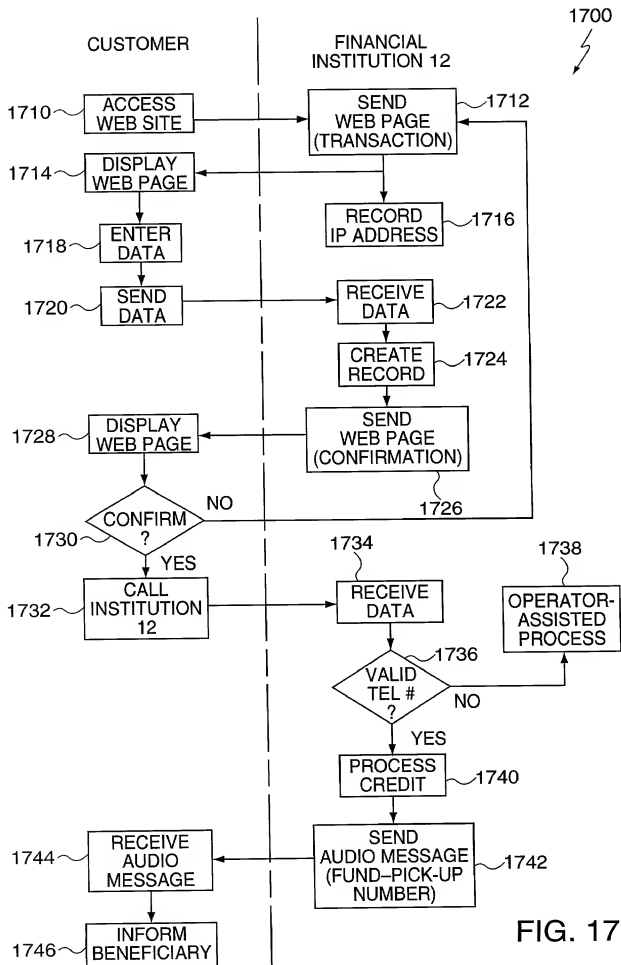 1700
CUSTOMER
FINANCIAL
INSTITUTION 12
1710
ACCESS
WEB SITE
SEND
WEB PAGE
(TRANSACTION)
1712
1714
DISPLAY
WEB PAGE
RECORD
IP ADDRESS
1716
1718
ENTER
DATA
1720
SEND
DATA
RECEIVE
DATA
1722
CREATE
RECORD
1724
1728
DISPLAY
WEB PAGE
SEND
WEB PAGE
(CONFIRMATION)
1726
1730
CONFIRM
?
NO
YES
1732
CALL
INSTITUTION
12
1734
RECEIVE
DATA
1738
OPERATOR-
ASSISTED
PROCESS
1736
VALID
TEL #
?
NO
YES
PROCESS
CREDIT
1740
1744
RECEIVE
AUDIO
MESSAGE
SEND
AUDIO MESSAGE
(FUND–PICK-UP
NUMBER)
1742
1746
INFORM
BENEFICIARY
FIG. 17